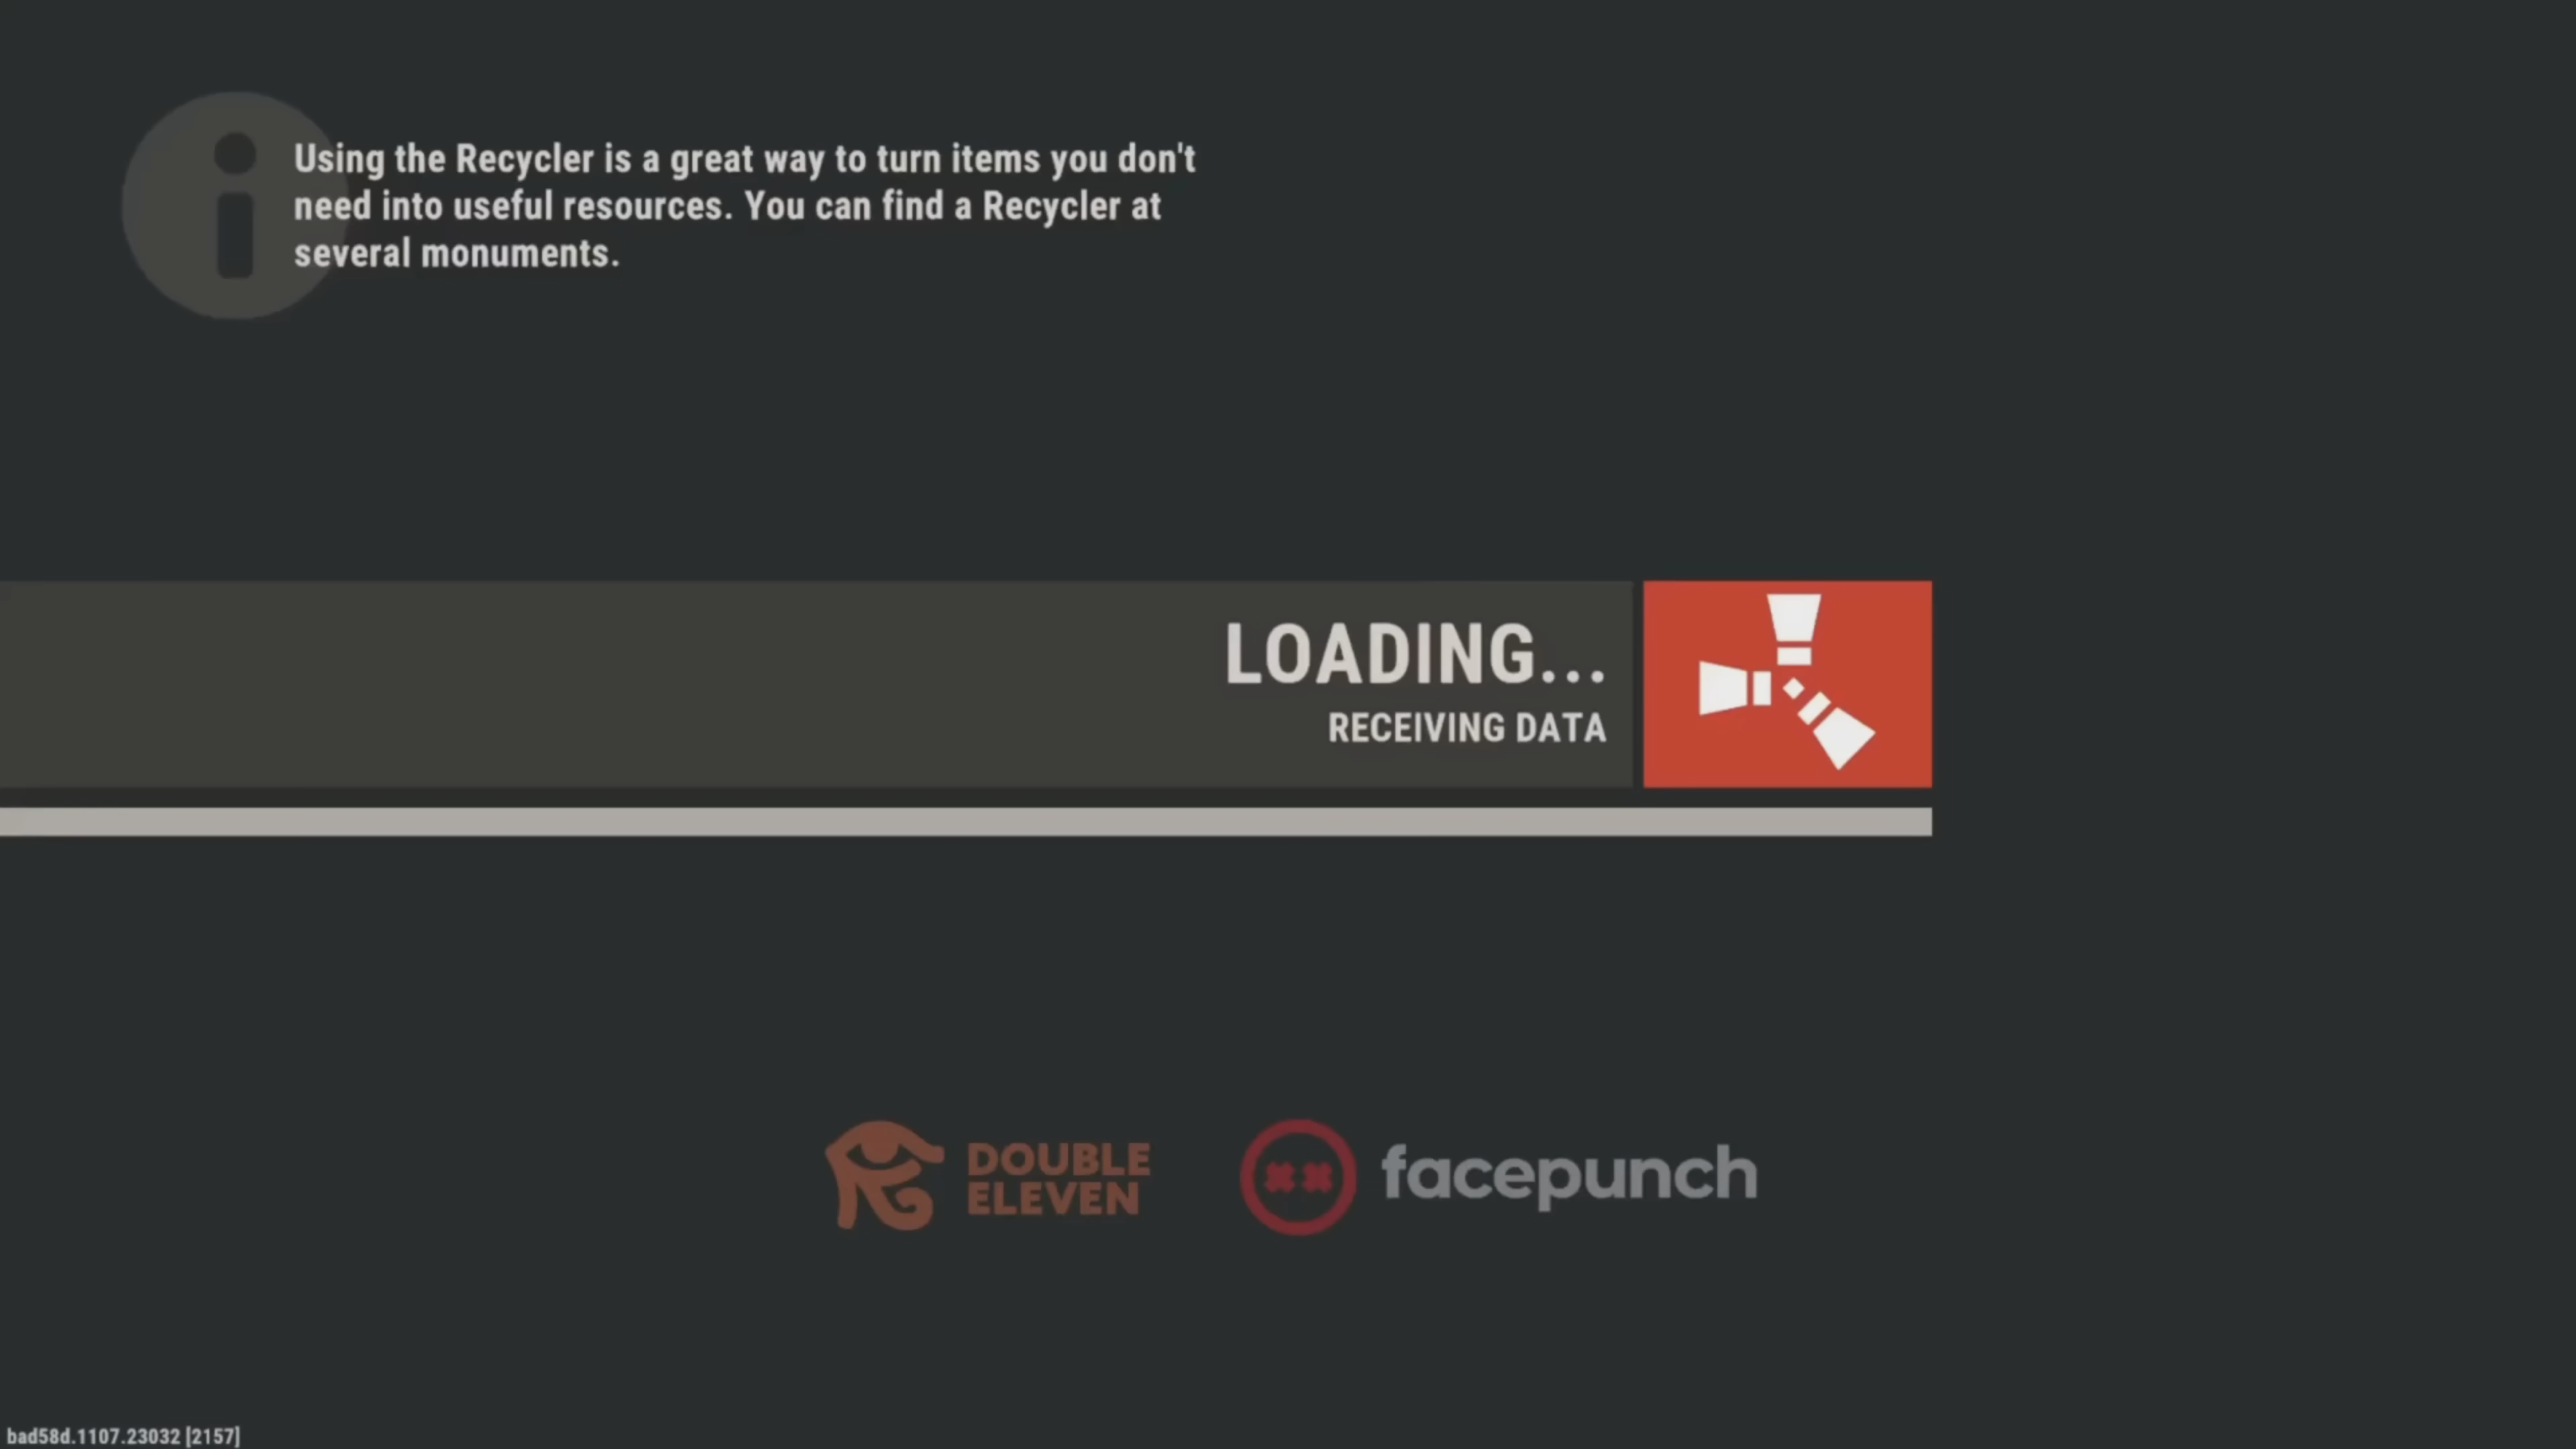 Using the Recycler is a great way to turn items you don't
need into useful resources. You can find a Recycler at
several monuments.
LOADING...
RECEIVING DATA
DOUBLE
ELEVEN
facepunch
bad58d.1107.23032 [2157]